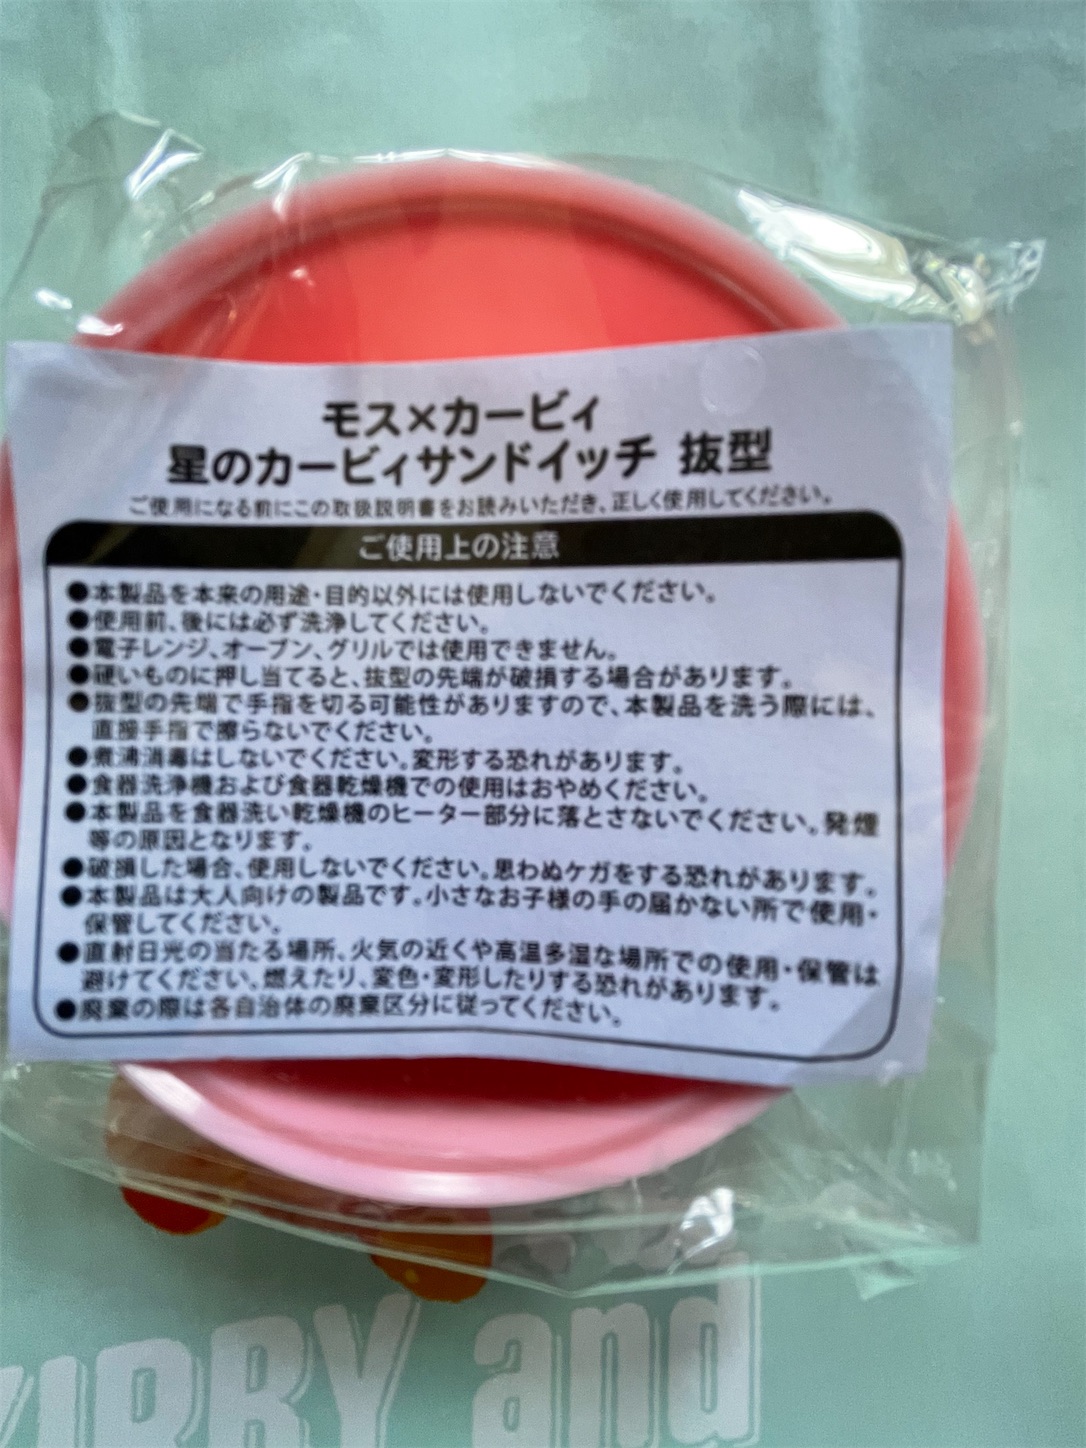 モス×カービィ
星のカービィサンドイッチ 抜型
ご使用になる前にこの取扱説明書をお読みいただき、正しく使用してください。
ご使用上の注意
●本製品を本来の用途・目的以外には使用しないでください。
●使用前、後には必ず洗浄してください。
●電子レンジ、オーブン、グリルでは使用できません。
●硬いものに押し当てると、抜型の先端が破損する場合があります。
●抜型の先端で手指を切る可能性がありますので、本製品を洗う際には、
直接手指で擦らないでください。
●煮沸消毒はしないでください。変形する恐れがあります。
●食器洗浄機および食器乾燥機での使用はおやめください。
●本製品を食器洗い乾燥機のヒーター部分に落とさないでください。発煙
等の原因となります。
●破損した場合、使用しないでください。思わぬケガをする恐れがあります。
●本製品は大人向けの製品です。小さなお子様の手の届かない所で使用・
保管してください。
●直射日光の当たる場所、火気の近くや高温多湿な場所での使用・保管は
避けてください。燃えたり、変色・変形したりする恐れがあります。
●廃棄の際は各自治体の廃棄区分に従ってください。
KIRBY and